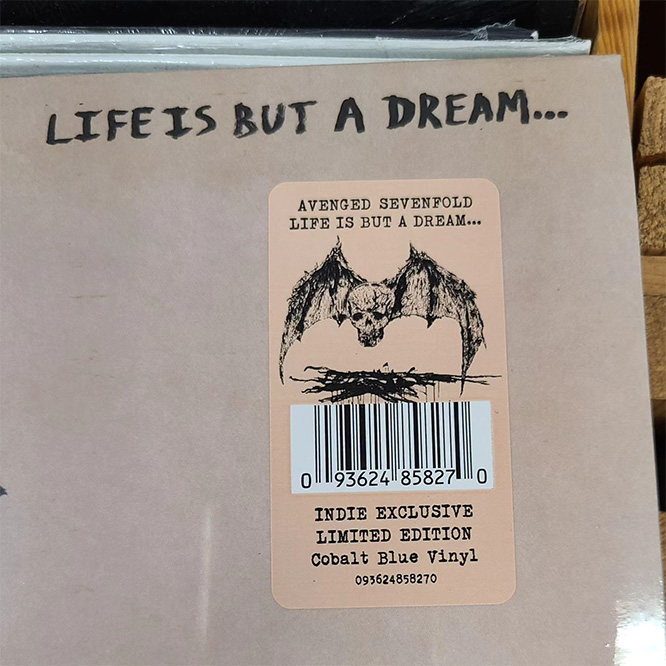 LIFE IS BUT A DREAM...
AVENGED SEVENFOLD
LIFE IS BUT A DREAM...
0 93624 85827 0
INDIE EXCLUSIVE
LIMITED EDITION
Cobalt Blue Vinyl
093624858270